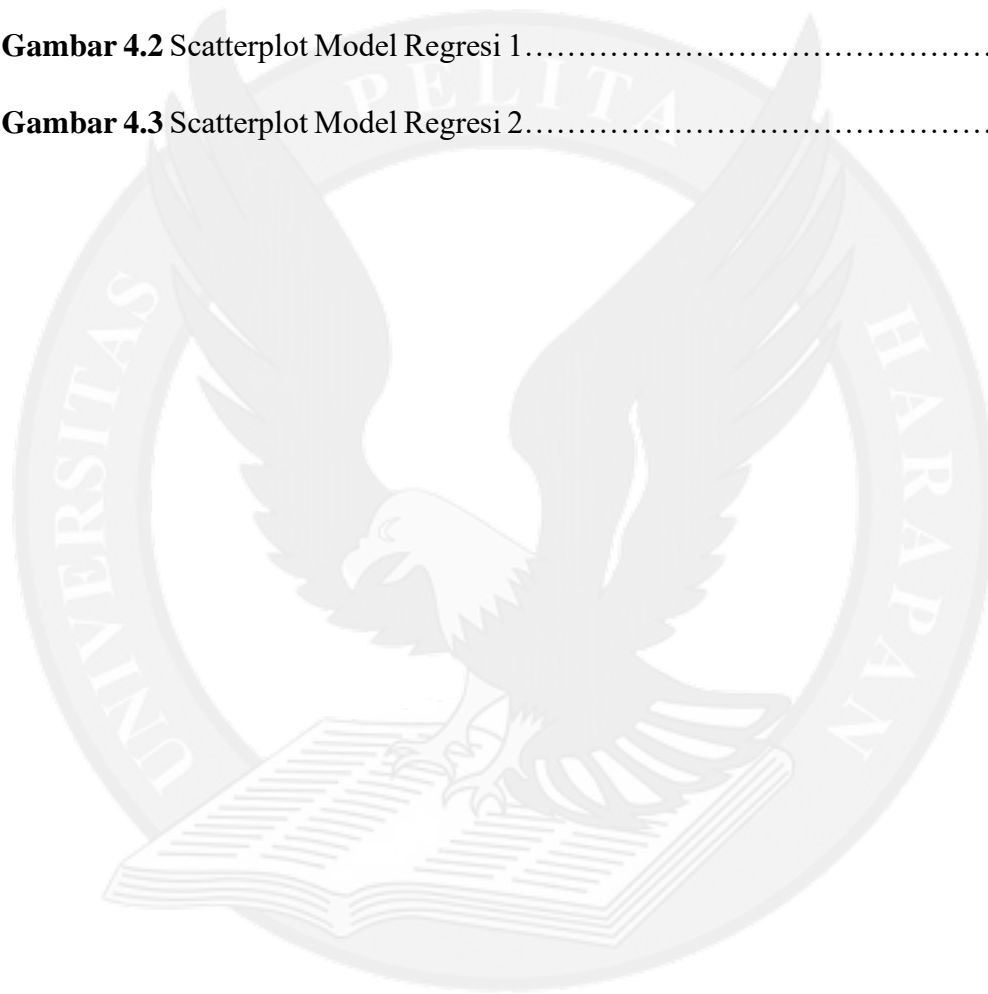 Gambar 4.2 Scatterplot Model Regresi 1……………………………………
Gambar 4.3 Scatterplot Model Regresi 2……………………………………
UNIVERSITAS PELITA HARAPAN